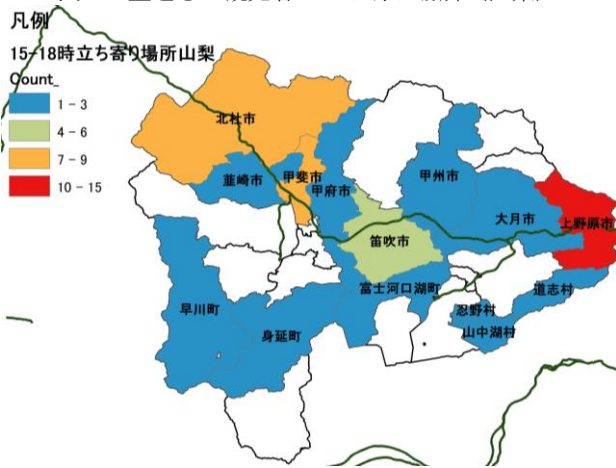 凡例
15-18時立ち寄り場所山梨
Count_
1 - 3
4 - 6
7 - 9
10 - 15
北杜市
韮崎市
甲斐市
甲府市
甲州市
大月市
上野原市
笛吹市
富士河口湖町
道志村
忍野村
山中湖村
早川町
身延町